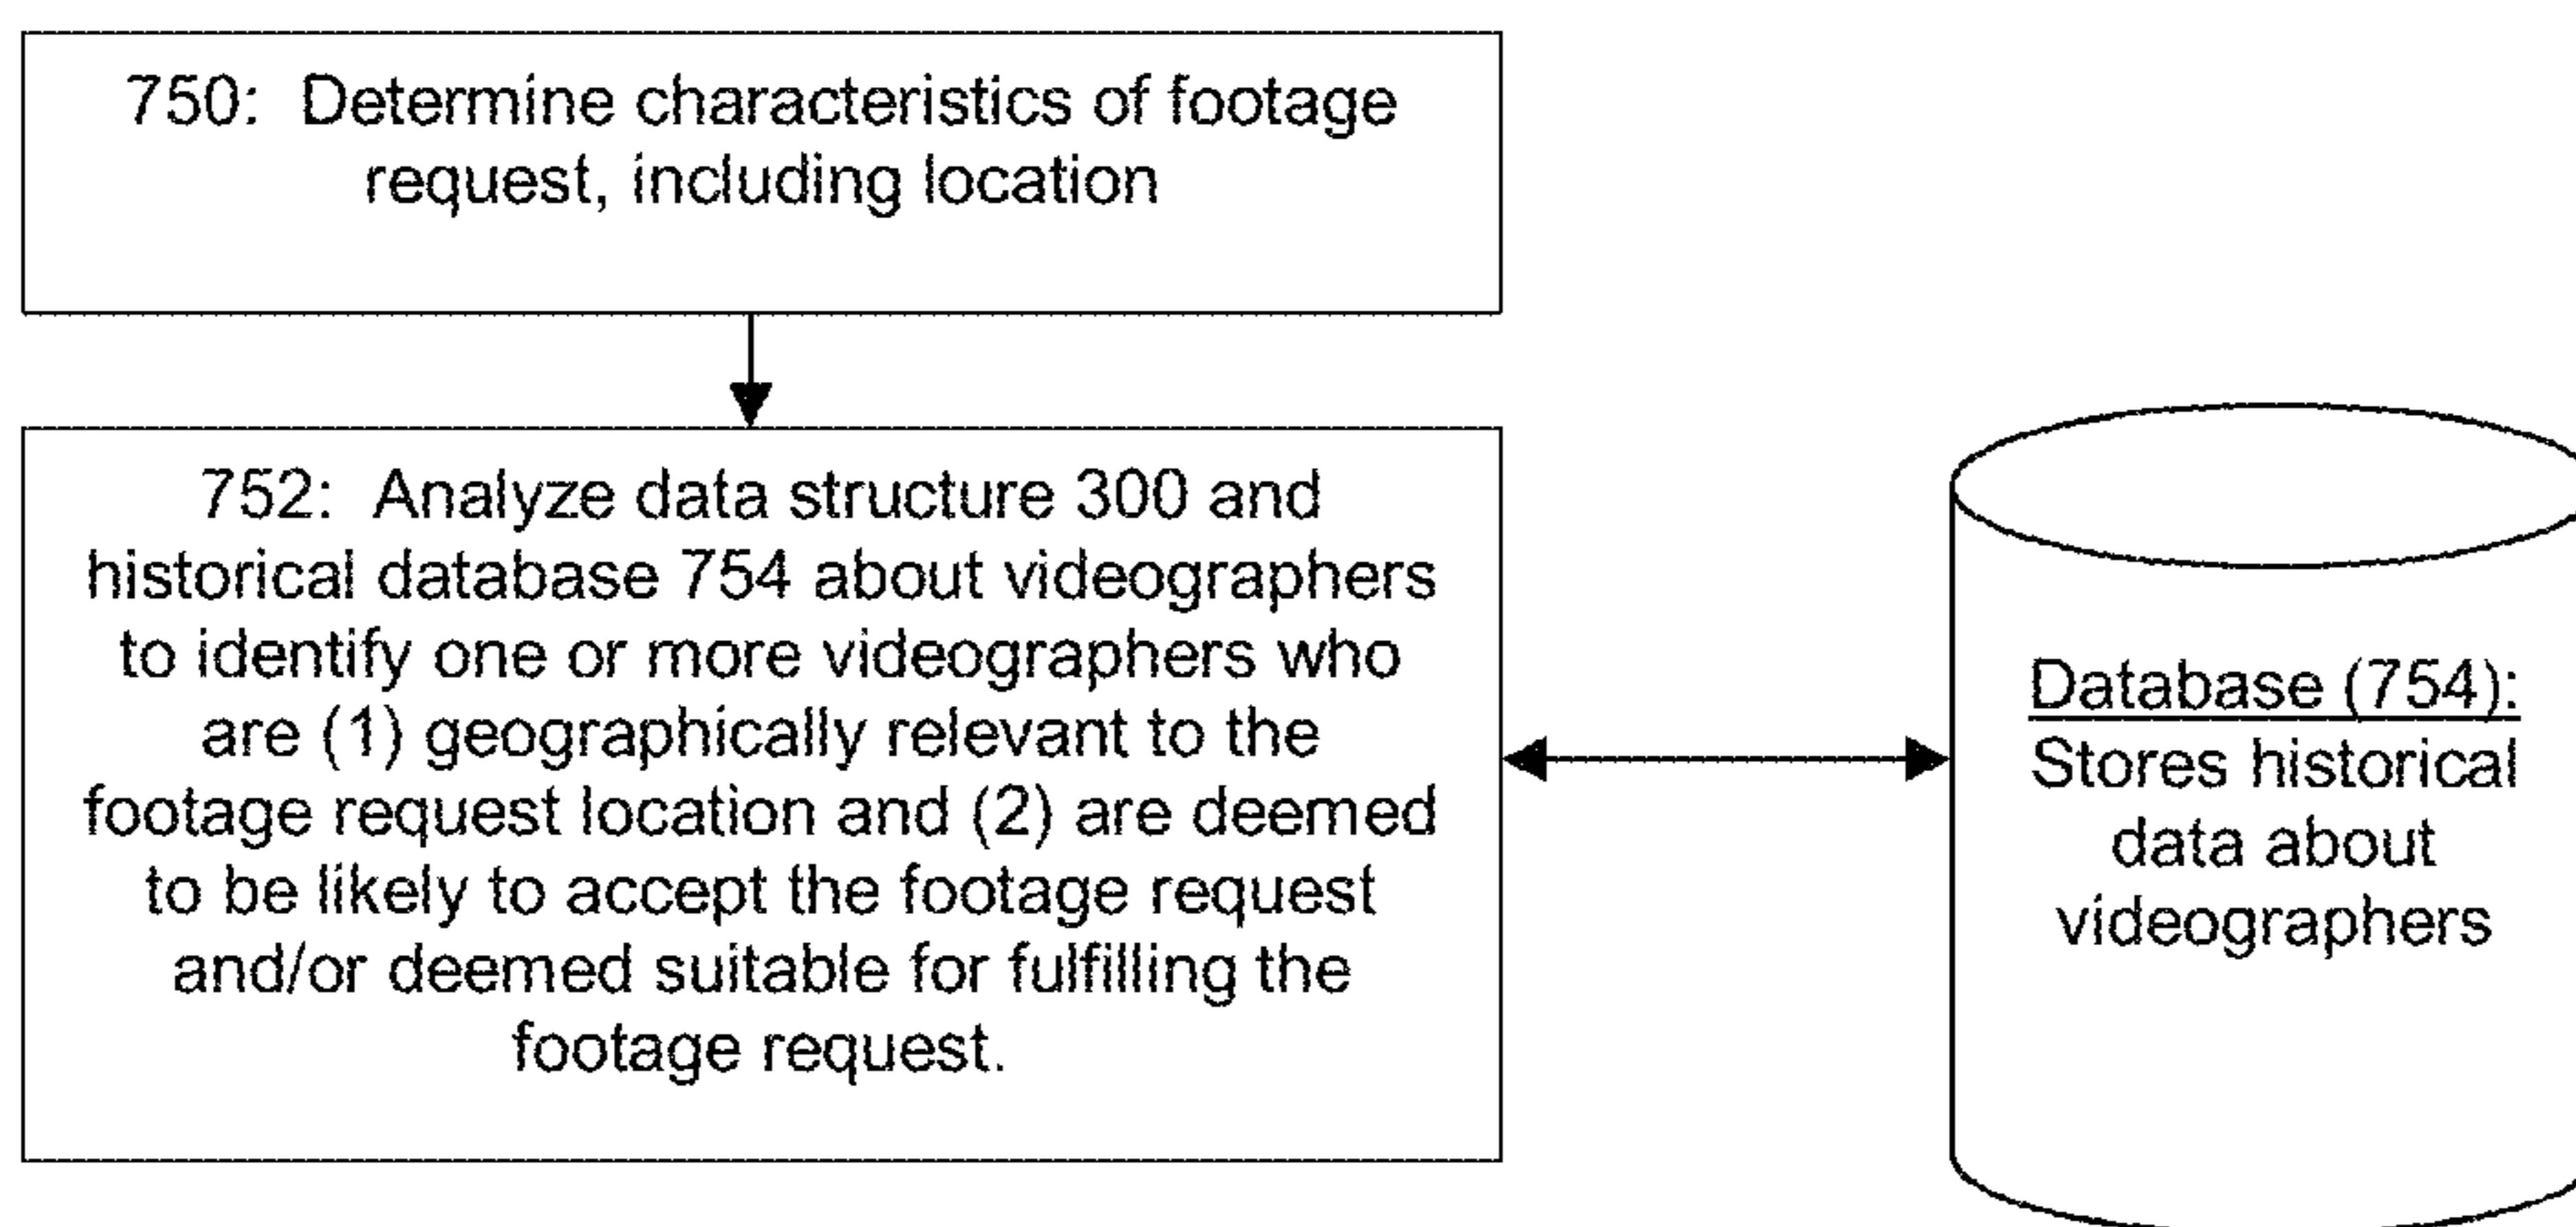 750: Determine characteristics of footage
request, including location
752: Analyze data structure 300 and
historical database 754 about videographers
to identify one or more videographers who
are (1) geographically relevant to the
footage request location and (2) are deemed
to be likely to accept the footage request
and/or deemed suitable for fulfilling the
footage request.
Database (754):
Stores historical
data about
videographers